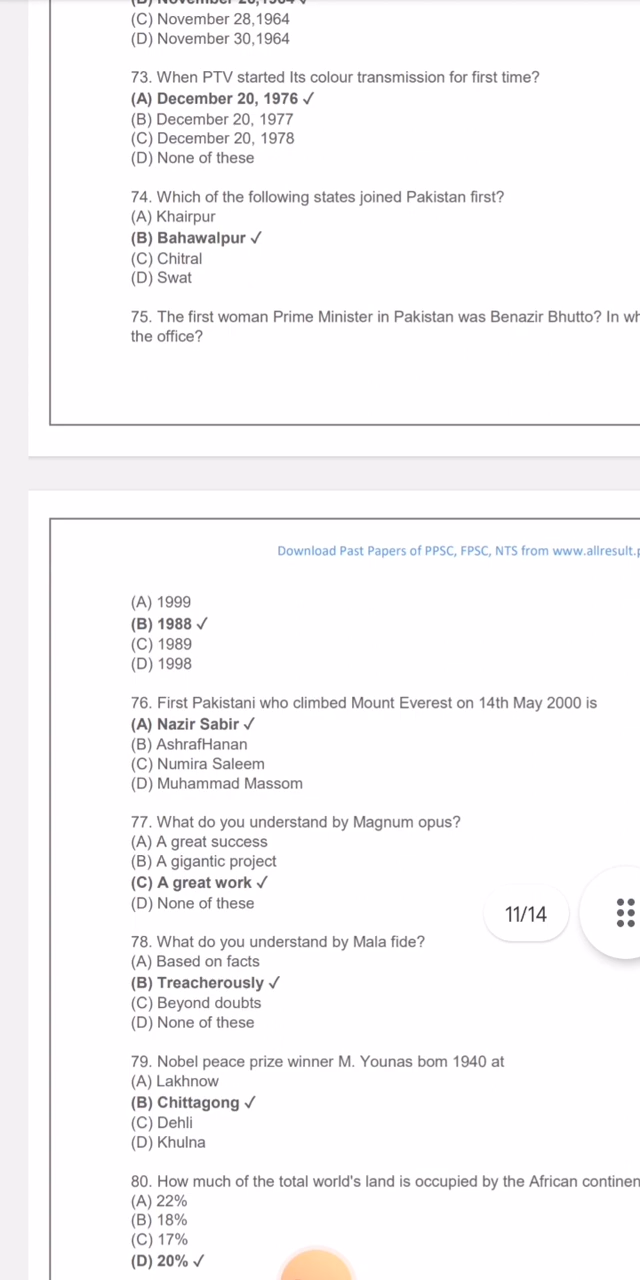 (B) November 26,1964 ✓
(C) November 28,1964
(D) November 30,1964
73. When PTV started Its colour transmission for first time?
(A) December 20, 1976 ✓
(B) December 20, 1977
(C) December 20, 1978
(D) None of these
74. Which of the following states joined Pakistan first?
(A) Khairpur
(B) Bahawalpur ✓
(C) Chitral
(D) Swat
75. The first woman Prime Minister in Pakistan was Benazir Bhutto? In
the office?
Download Past Papers of PPSC, FPSC, NTS from www.allresult.
(A) 1999
(B) 1988 ✓
(C) 1989
(D) 1998
76. First Pakistani who climbed Mount Everest on 14th May 2000 is
(A) Nazir Sabir ✓
(B) AshrafHanan
(C) Numira Saleem
(D) Muhammad Massom
77. What do you understand by Magnum opus?
(A) A great success
(B) A gigantic project
(C) A great work ✓
(D) None of these
11/14
78. What do you understand by Mala fide?
(A) Based on facts
(B) Treacherously ✓
(C) Beyond doubts
(D) None of these
79. Nobel peace prize winner M. Younas bom 1940 at
(A) Lakhnow
(B) Chittagong ✓
(C) Dehli
(D) Khulna
80. How much of the total world's land is occupied by the African continen
(A) 22%
(B) 18%
(C) 17%
(D) 20% ✓